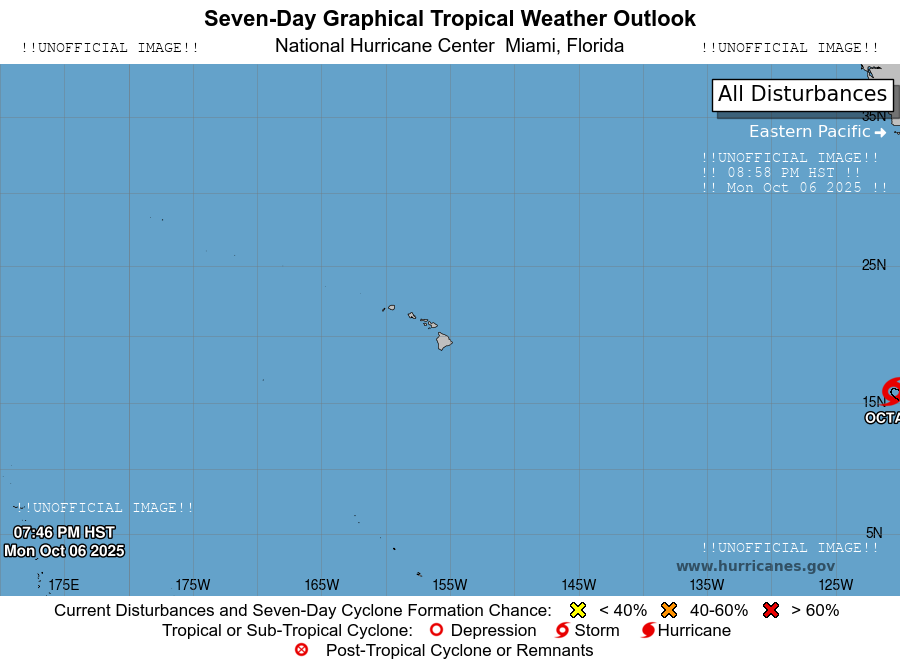 Seven-Day Graphical Tropical Weather Outlook
!!UNOFFICIAL IMAGE!!
National Hurricane Center  Miami, Florida
!!UNOFFICIAL IMAGE!!
All Disturbances
35N
Eastern Pacific
!!UNOFFICIAL IMAGE!!
!! 08:58 PM HST !!
!! Mon Oct 06 2025 !!
25N
15N
OCTA
!!UNOFFICIAL IMAGE!!
07:46 PM HST
Mon Oct 06 2025
5N
!!UNOFFICIAL IMAGE!!
www.hurricanes.gov
175E
175W
165W
155W
145W
135W
125W
Current Disturbances and Seven-Day Cyclone Formation Chance: < 40% 40-60% > 60%
Tropical or Sub-Tropical Cyclone: Depression Storm Hurricane
Post-Tropical Cyclone or Remnants